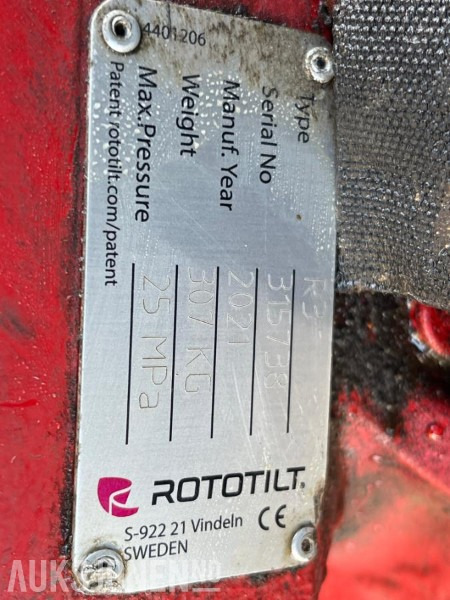 4401206
Type R3
Serial No 315738
Manuf. Year 2021
Weight 307 KG
Max.Pressure 25 MPa
Patent rototilt.com/patent
ROTOTILT®
S-922 21 Vindeln CE
SWEDEN